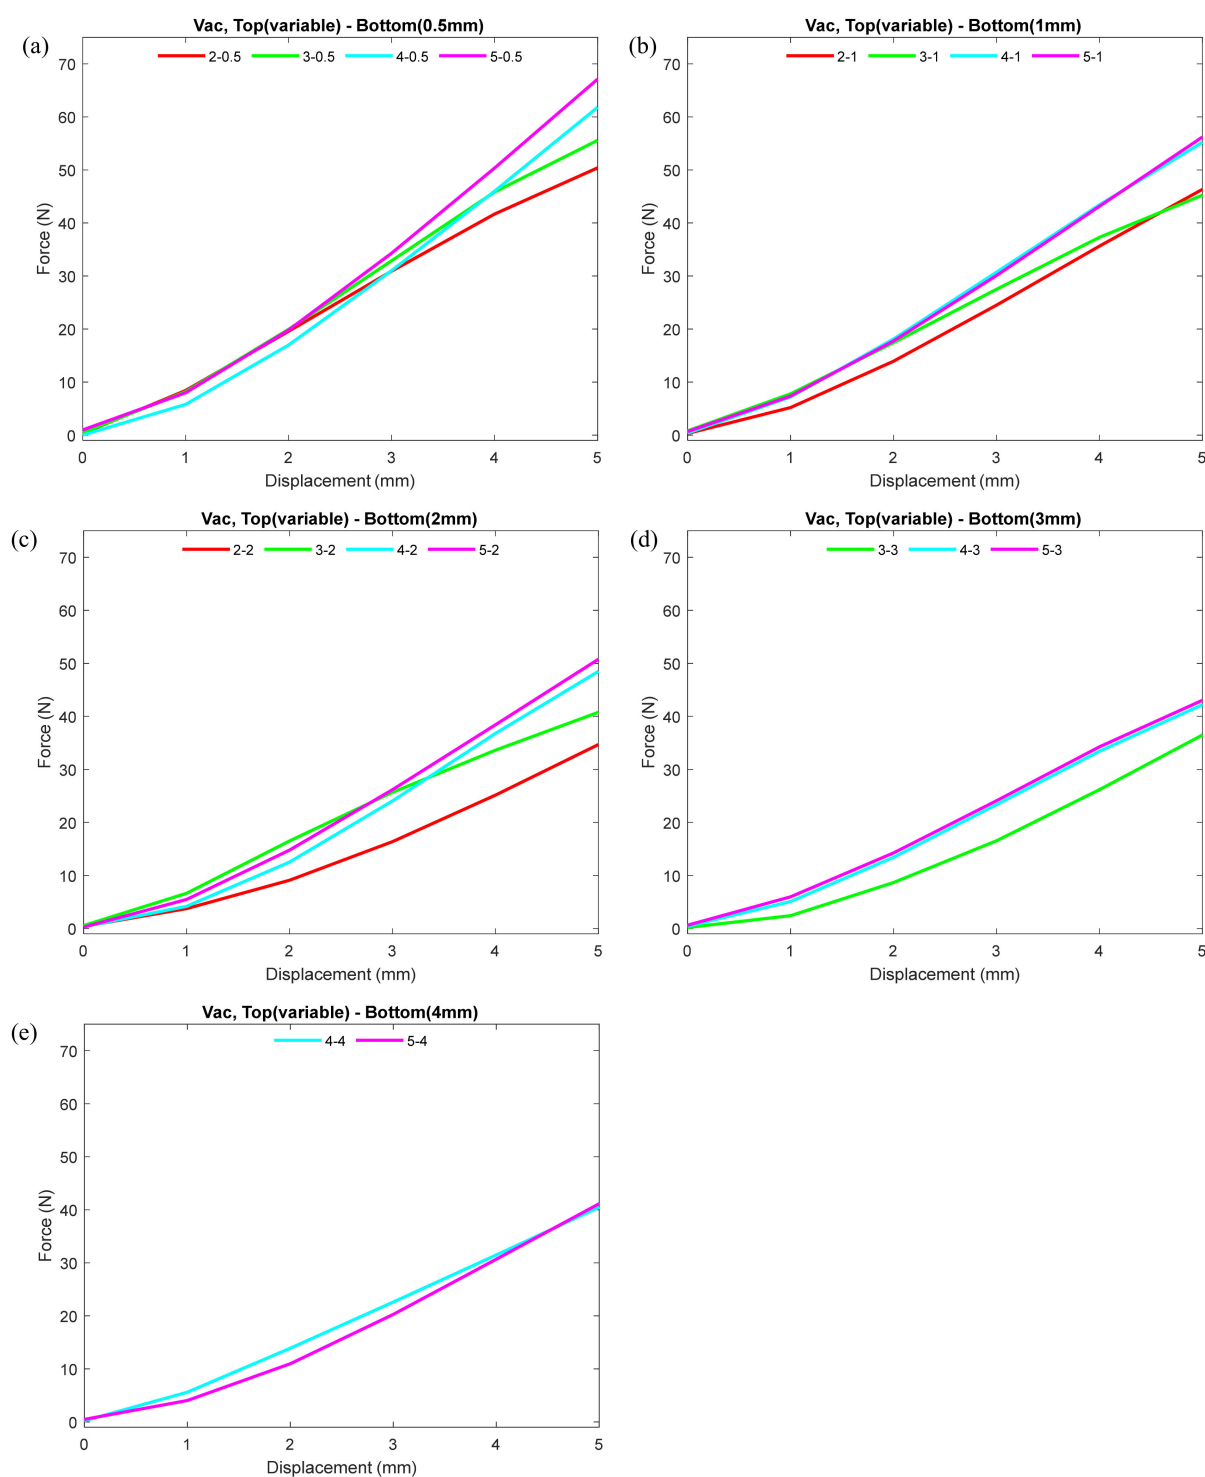 Vac, Top(variable) - Bottom(0.5mm)
(a)
2-0.5 3-0.5 4-0.5 5-0.5
70
60
50
40
30
20
10
0
Force (N)
0 1 2 3 4 5
Displacement (mm)
Vac, Top(variable) - Bottom(1mm)
(b)
2-1 3-1 4-1 5-1
70
60
50
40
30
20
10
0
Force (N)
0 1 2 3 4 5
Displacement (mm)
Vac, Top(variable) - Bottom(2mm)
(c)
2-2 3-2 4-2 5-2
70
60
50
40
30
20
10
0
Force (N)
0 1 2 3 4 5
Displacement (mm)
Vac, Top(variable) - Bottom(3mm)
(d)
3-3 4-3 5-3
70
60
50
40
30
20
10
0
Force (N)
0 1 2 3 4 5
Displacement (mm)
Vac, Top(variable) - Bottom(4mm)
(e)
4-4 5-4
70
60
50
40
30
20
10
0
Force (N)
0 1 2 3 4 5
Displacement (mm)